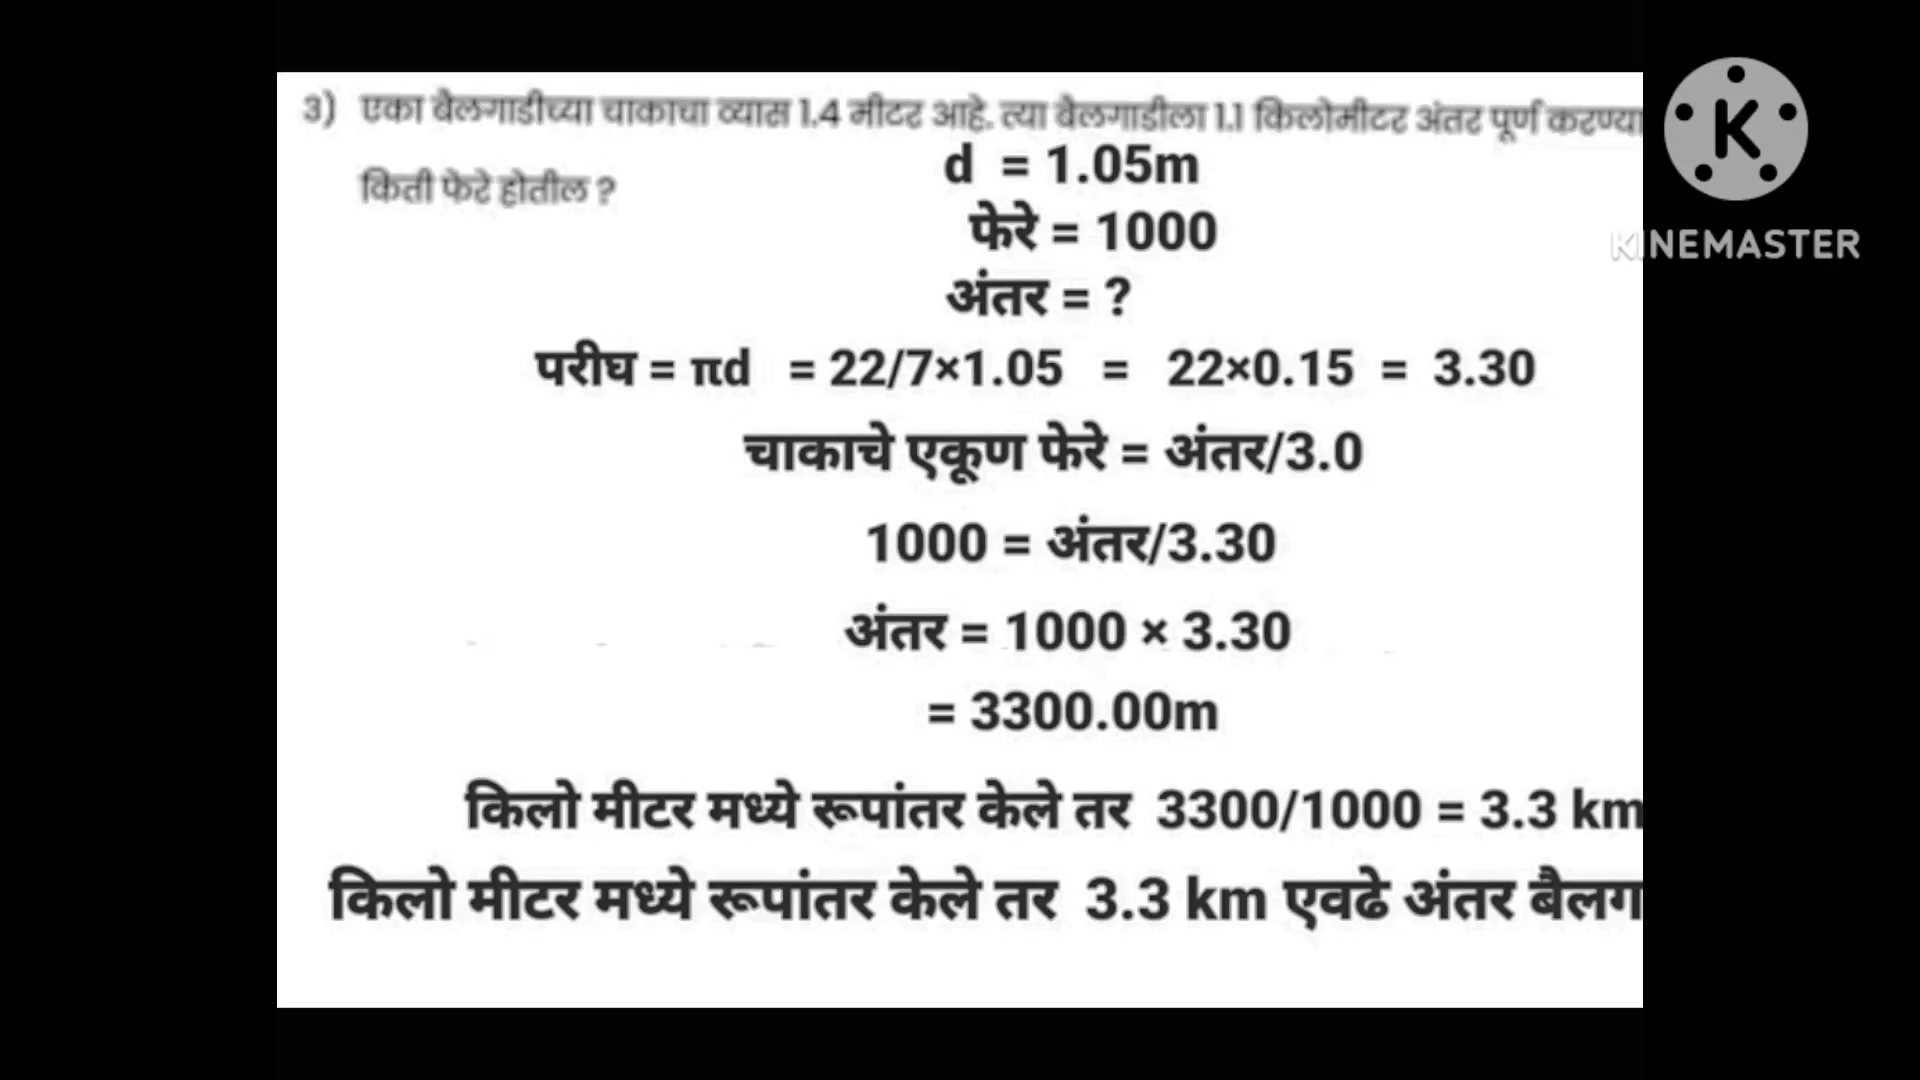 3) एका बैलगाडीच्या चाकाचा व्यास 1.4 मीटर आहे. त्या बैलगाडीला 1.1 किलोमीटर अंतर पूर्ण करण्या
किती फेरे होतील ?
d = 1.05m
फेरे = 1000
अंतर = ?
परीघ = πd = 22/7×1.05 = 22×0.15 = 3.30
चाकाचे एकूण फेरे = अंतर/3.0
1000 = अंतर/3.30
अंतर = 1000 × 3.30
= 3300.00m
किलो मीटर मध्ये रूपांतर केले तर 3300/1000 = 3.3 km
किलो मीटर मध्ये रूपांतर केले तर 3.3 km एवढे अंतर बैलग
K
KINEMASTER